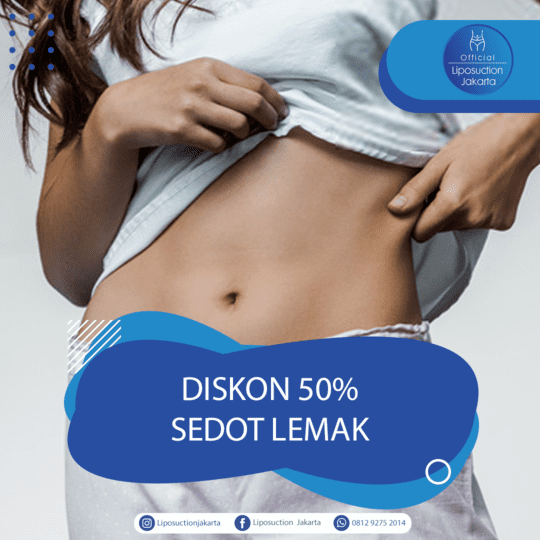 Official
Liposuction
Jakarta
DISKON 50%
SEDOT LEMAK
Liposuctionjakarta
Liposuction Jakarta
0812 9275 2014